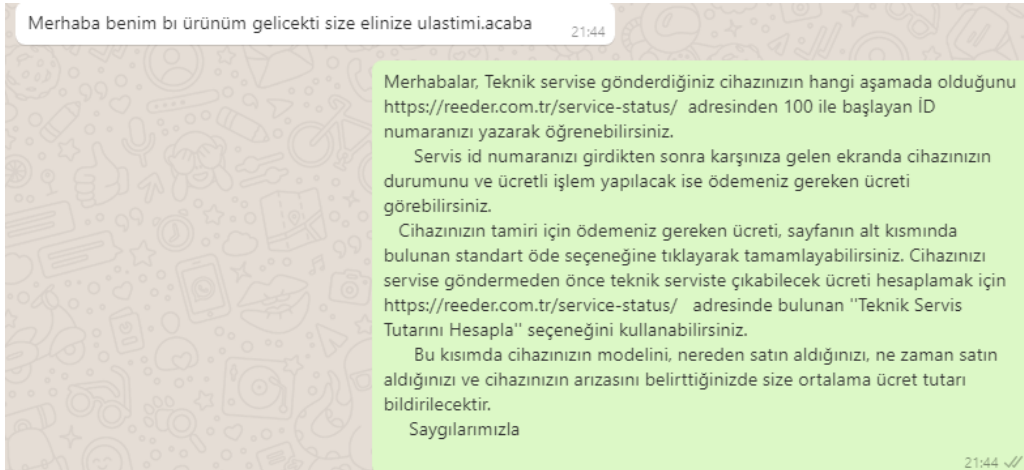 Merhaba benim bı ürünüm gelicekti size elinize ulastimi.acaba
21:44
Merhabalar, Teknik servise gönderdiğiniz cihazınızın hangi aşamada olduğunu
https://reeder.com.tr/service-status/ adresinden 100 ile başlayan İD
numaranızı yazarak öğrenebilirsiniz.
Servis id numaranızı girdikten sonra karşınıza gelen ekranda cihazınızın
durumunu ve ücretli işlem yapılacak ise ödemeniz gereken ücreti
görebilirsiniz.
Cihazınızın tamiri için ödemeniz gereken ücreti, sayfanın alt kısmında
bulunan standart öde seçeneğine tıklayarak tamamlayabilirsiniz. Cihazınızı
servise göndermeden önce teknik serviste çıkabilecek ücreti hesaplamak için
https://reeder.com.tr/service-status/ adresinde bulunan ''Teknik Servis
Tutarını Hesapla'' seçeneğini kullanabilirsiniz.
Bu kısımda cihazınızın modelini, nereden satın aldığınızı, ne zaman satın
aldığınızı ve cihazınızın arızasını belirttiğinizde size ortalama ücret tutarı
bildirilecektir.
Saygılarımızla
21:44